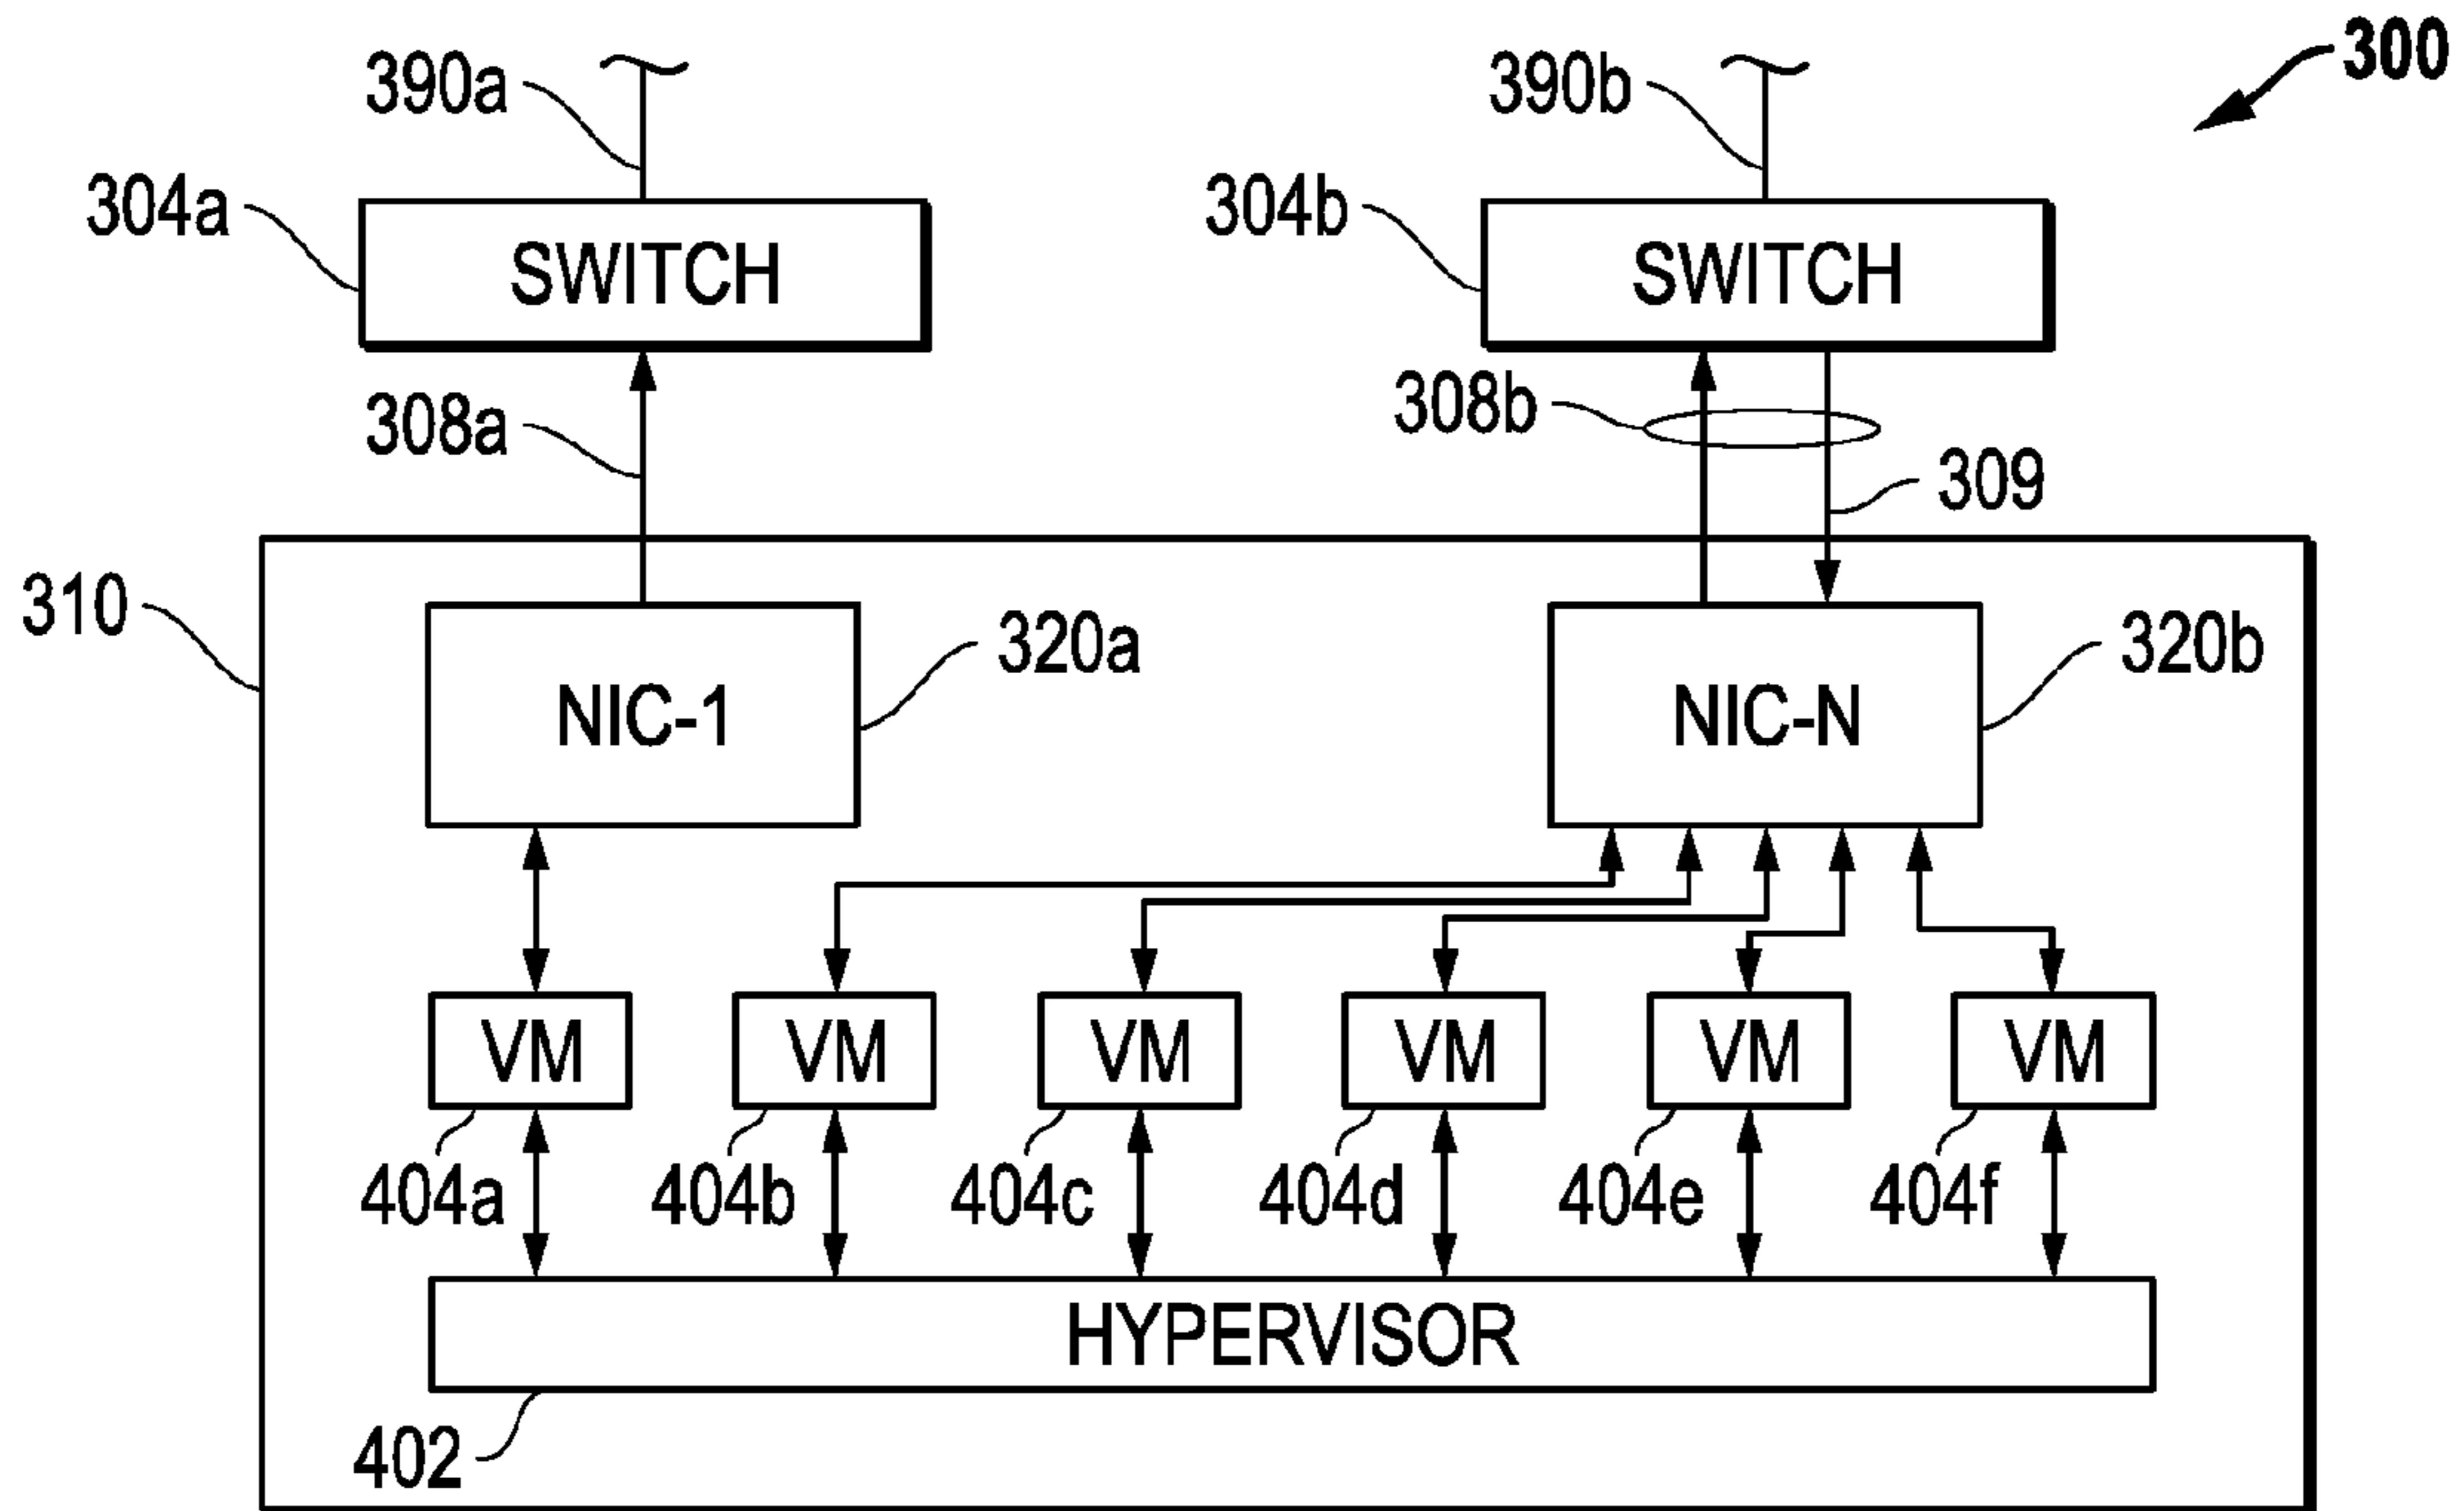 300
390a
390b
304a
304b
SWITCH
SWITCH
308a
308b
309
310
320a
320b
NIC-1
NIC-N
VM
VM
VM
VM
VM
VM
404a
404b
404c
404d
404e
404f
HYPERVISOR
402